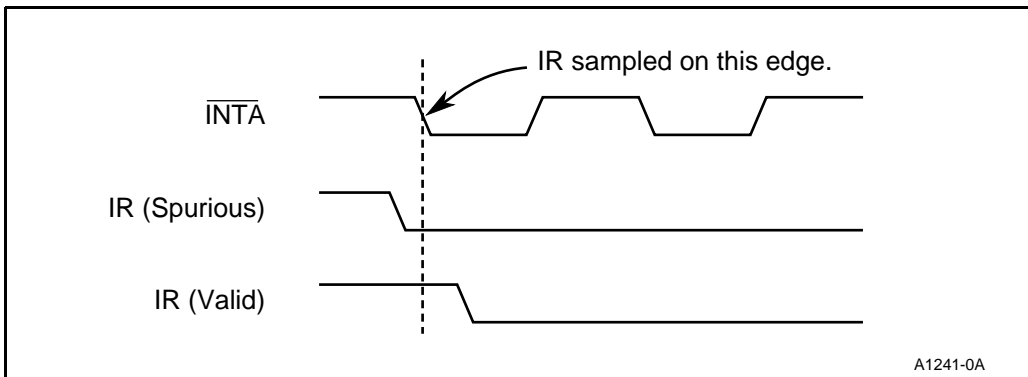 IR sampled on this edge.
INTA
IR (Spurious)
IR (Valid)
A1241-0A